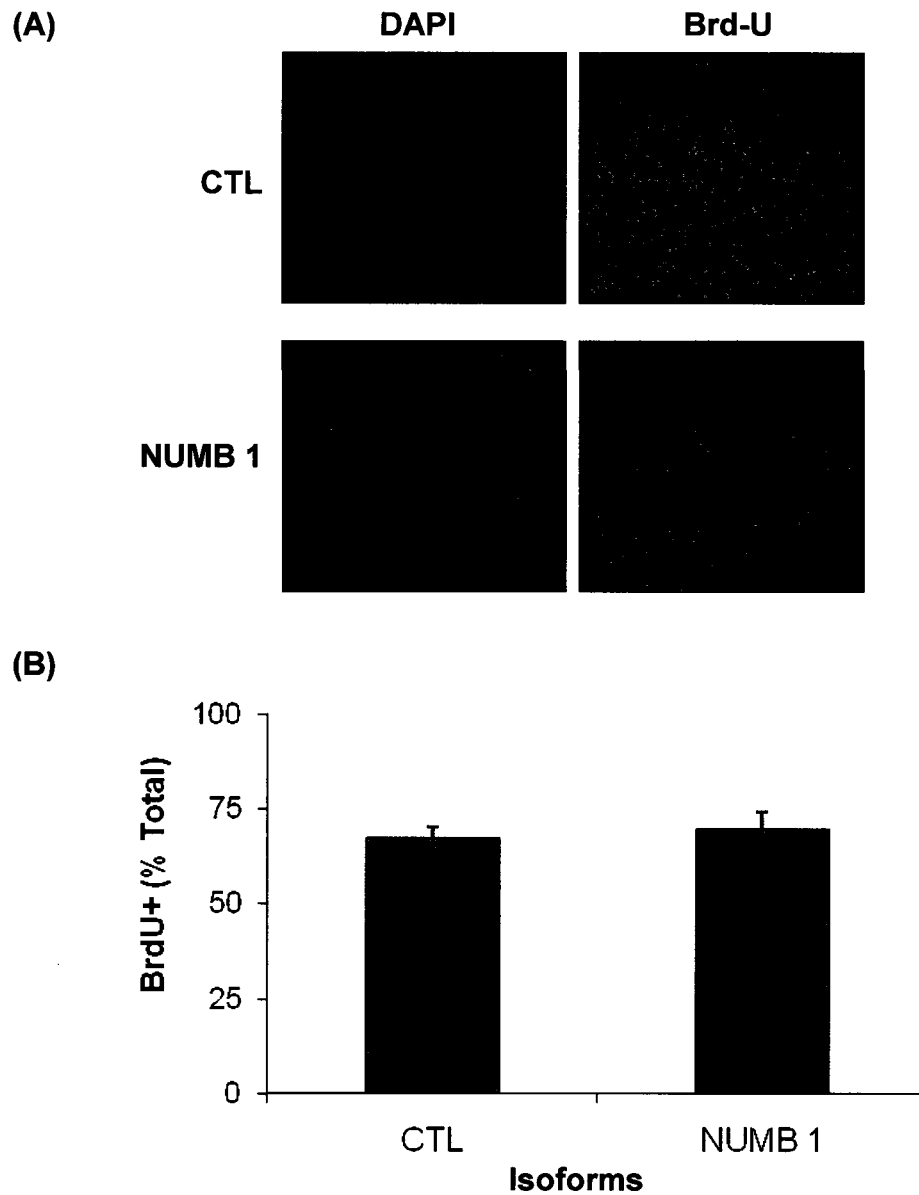 (A)
DAPI Brd-U
CTL
NUMB 1
(B)
BrdU+ (% Total)
100
75
50
25
0
CTL NUMB 1
Isoforms